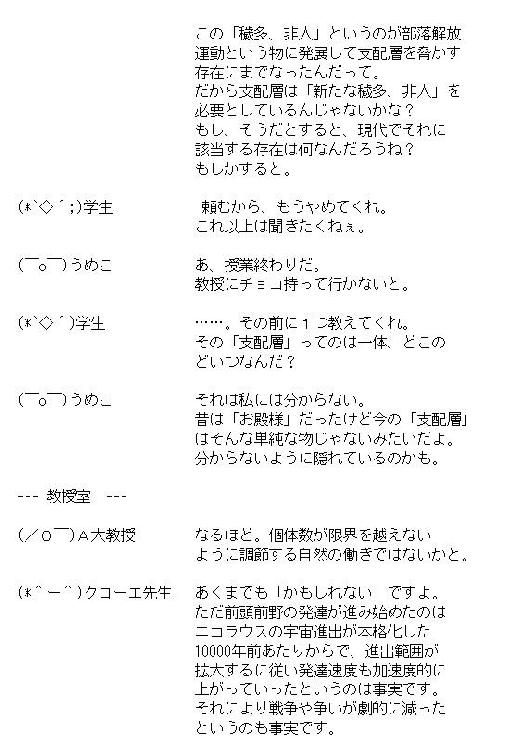 この「穢多、非人」というのが部落解放
運動という物に発展して支配層を脅かす
存在にまでなったんだって。
だから支配層は「新たな穢多、非人」を
必要としているんじゃないかな？
もし、そうだとすると、現代でそれに
該当する存在は何なんだろうね？
もしかすると。
(*`◇´;)学生 頼むから、もうやめてくれ。
これ以上は聞きたくねぇ。
(￣o￣)うめこ あ、授業終わりだ。
教授にチョコ持って行かないと。
(*`◇´)学生 ……。その前に１つ教えてくれ。
その「支配層」ってのは一体、どこの
どいつなんだ？
(￣o￣)うめこ それは私には分からない。
昔は「お殿様」だったけど今の「支配層」
はそんな単純な物じゃないみたいだよ。
分からないように隠れているのかも。
--- 教授室 ---
(／０￣)Ａ大教授 なるほど。個体数が限界を越えない
ように調節する自然の働きではないかと。
(*＾ー＾)クコーエ先生 あくまでも「かもしれない」ですよ。
ただ前頭前野の発達が進み始めたのは
ニコラウスの宇宙進出が本格化した
10000年前あたりからで、進出範囲が
拡大するに従い発達速度も加速度的に
上がっていったというのは事実です。
それにより戦争や争いが劇的に減った
というのも事実です。